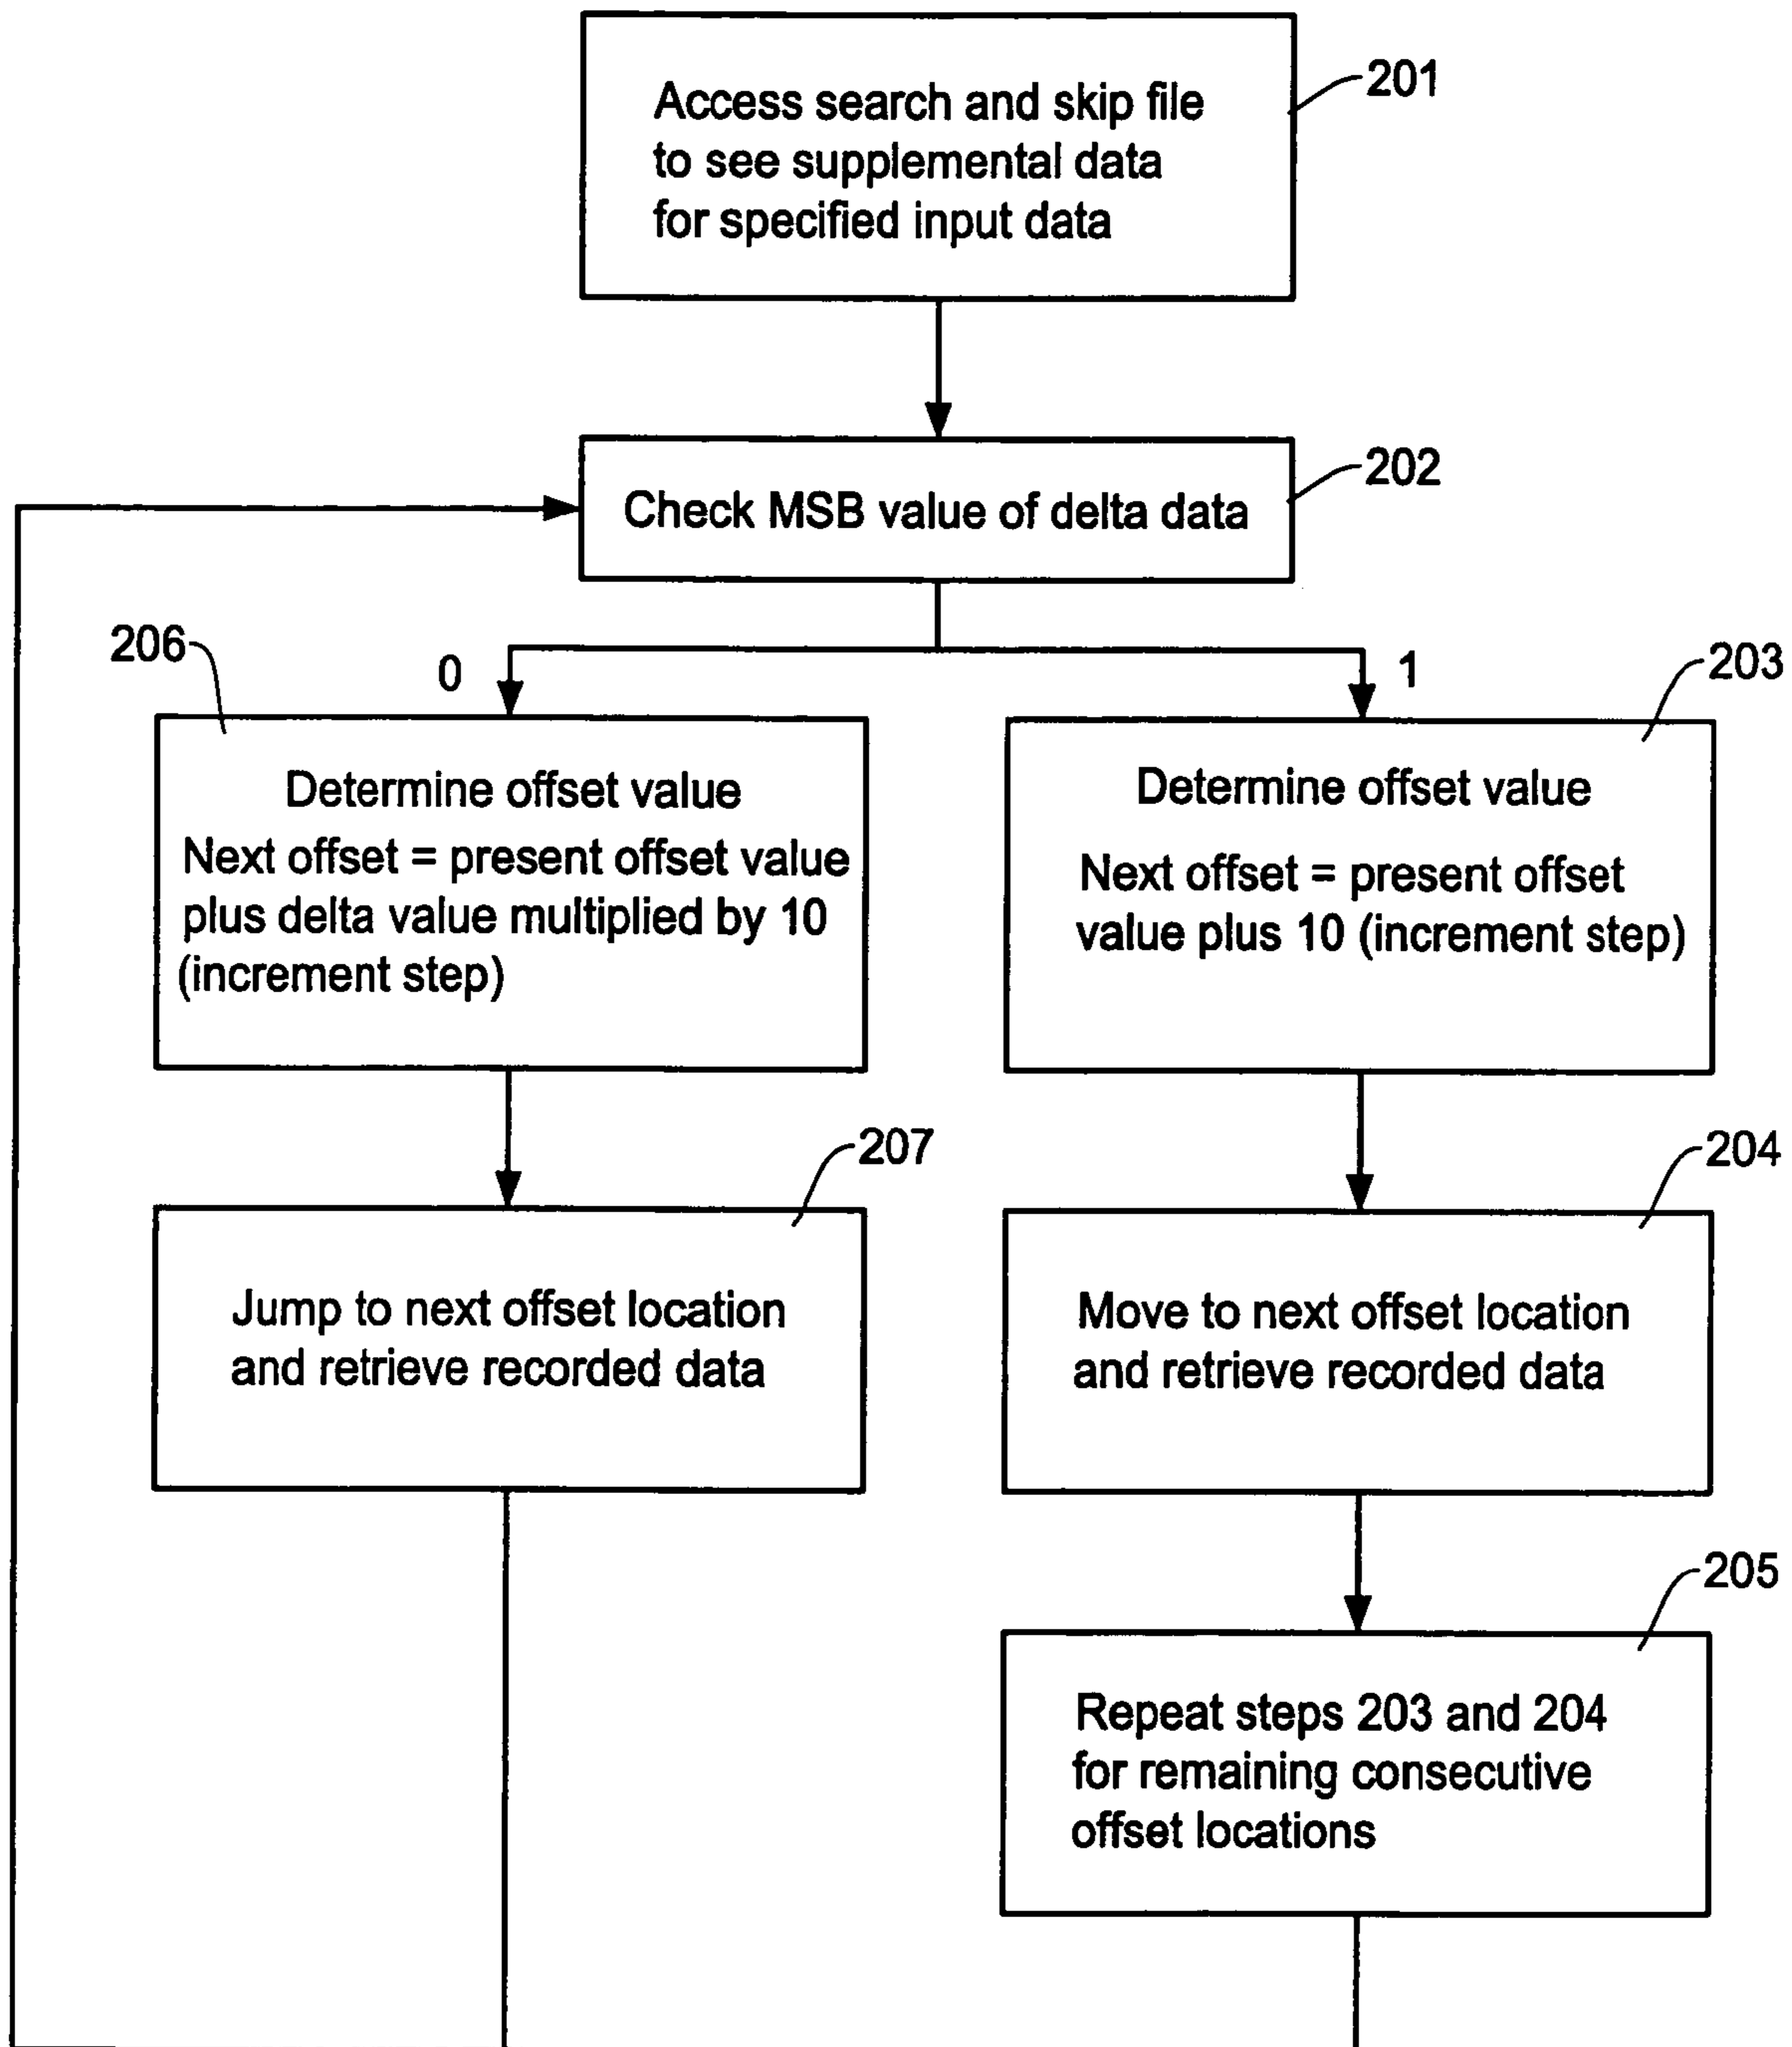 Access search and skip file
to see supplemental data
for specified input data
201
Check MSB value of delta data
202
206
0
1
203
Determine offset value
Next offset = present offset value
plus delta value multiplied by 10
(increment step)
Determine offset value
Next offset = present offset
value plus 10 (increment step)
207
204
Jump to next offset location
and retrieve recorded data
Move to next offset location
and retrieve recorded data
205
Repeat steps 203 and 204
for remaining consecutive
offset locations